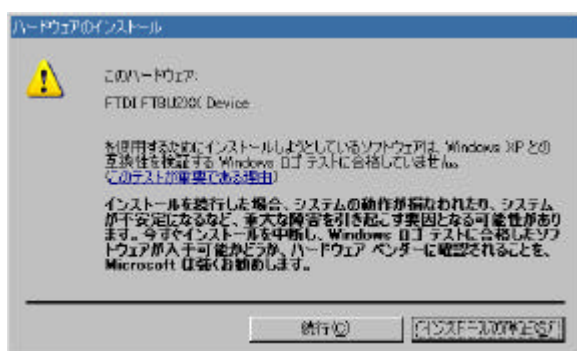 ハードウェアのインストール
このハードウェア:
FTDI FT8U2XX Device
を使用するためにインストールしようとしているソフトウェアは、Windows XP との
互換性を検証する Windows ロゴ テストに合格していません。
(このテストが重要である理由)
インストールを続行した場合、システムの動作が損なわれたり、システム
が不安定になるなど、重大な障害を引き起こす要因となる可能性があり
ます。今すぐインストールを中断し、Windows ロゴ テストに合格したソフ
トウェアが入手可能かどうか、ハードウェア ベンダーに確認されることを、
Microsoft は強くお勧めします。
続行(C)
インストールの停止(S)